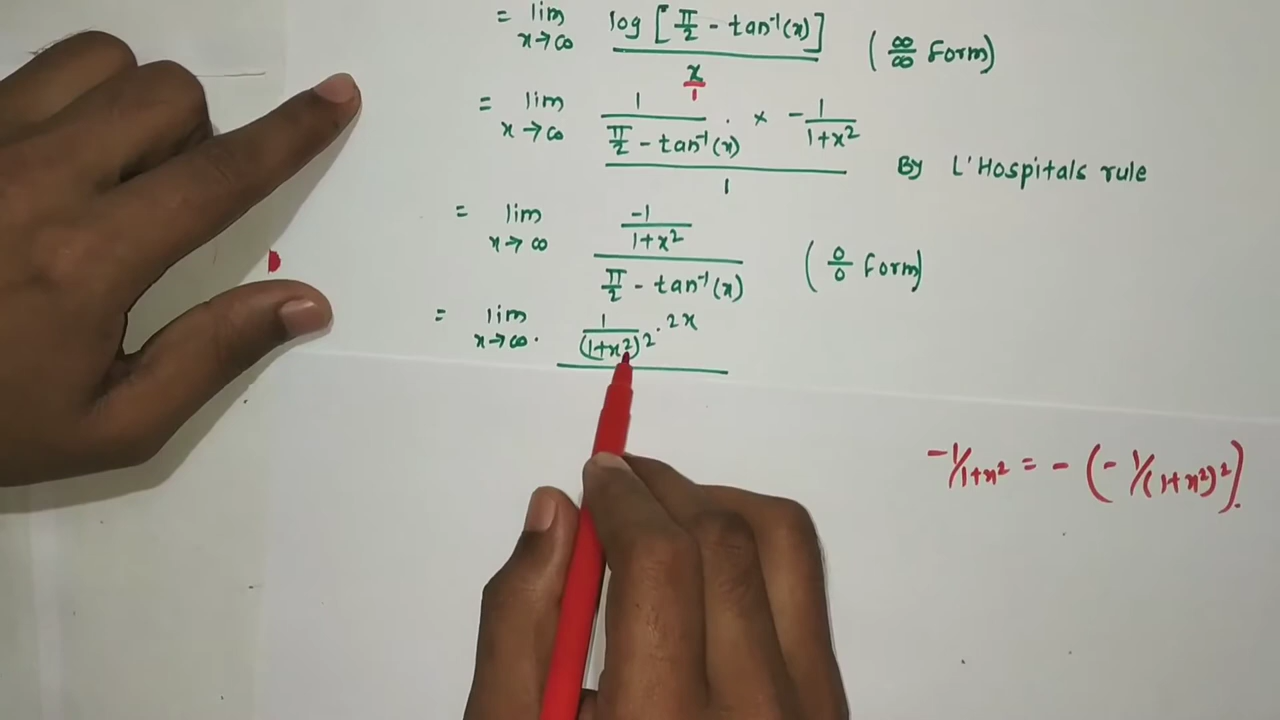 = lim x→∞ log [π/2 - tan⁻¹(x)] / x/1 (∞/∞ Form)
= lim x→∞ 1/(π/2 - tan⁻¹(x)) · × -1/(1+x²) / 1 By L'Hospitals rule
= lim x→∞ -1/(1+x²) / π/2 - tan⁻¹(x) (0/0 Form)
= lim x→∞. 1/(1+x²)² · 2x
-1/1+x² = - (-1/(1+x²)²).